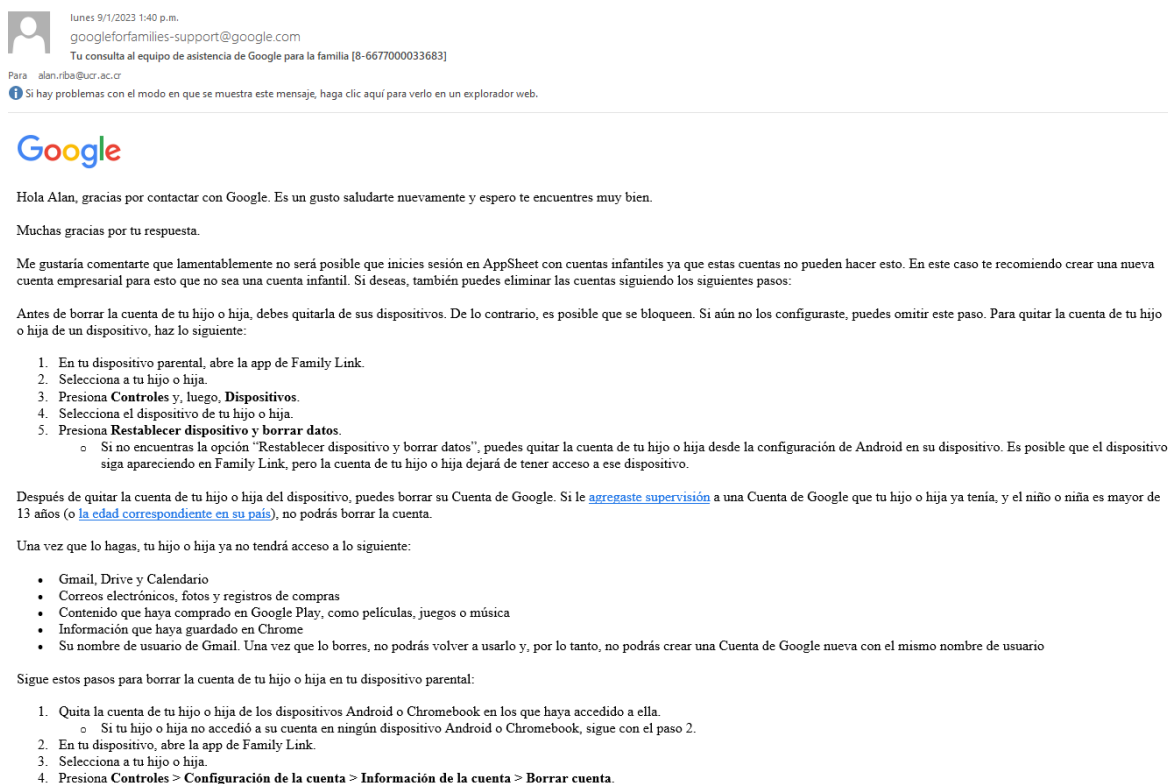 lunes 9/1/2023 1:40 p.m.
googleforfamilies-support@google.com
Tu consulta al equipo de asistencia de Google para la familia [8-6677000033683]
Para alan.riba@ucr.ac.cr
Si hay problemas con el modo en que se muestra este mensaje, haga clic aquí para verlo en un explorador web.
Google
Hola Alan, gracias por contactar con Google. Es un gusto saludarte nuevamente y espero te encuentres muy bien.
Muchas gracias por tu respuesta.
Me gustaría comentarte que lamentablemente no será posible que inicies sesión en AppSheet con cuentas infantiles ya que estas cuentas no pueden hacer esto. En este caso te recomiendo crear una nueva
cuenta empresarial para esto que no sea una cuenta infantil. Si deseas, también puedes eliminar las cuentas siguiendo los siguientes pasos:
Antes de borrar la cuenta de tu hijo o hija, debes quitarla de sus dispositivos. De lo contrario, es posible que se bloqueen. Si aún no los configuraste, puedes omitir este paso. Para quitar la cuenta de tu hijo
o hija de un dispositivo, haz lo siguiente:
1. En tu dispositivo parental, abre la app de Family Link.
2. Selecciona a tu hijo o hija.
3. Presiona Controles y, luego, Dispositivos.
4. Selecciona el dispositivo de tu hijo o hija.
5. Presiona Restablecer dispositivo y borrar datos.
o Si no encuentras la opción “Restablecer dispositivo y borrar datos”, puedes quitar la cuenta de tu hijo o hija desde la configuración de Android en su dispositivo. Es posible que el dispositivo
siga apareciendo en Family Link, pero la cuenta de tu hijo o hija dejará de tener acceso a ese dispositivo.
Después de quitar la cuenta de tu hijo o hija del dispositivo, puedes borrar su Cuenta de Google. Si le agregaste supervisión a una Cuenta de Google que tu hijo o hija ya tenía, y el niño o niña es mayor de
13 años (o la edad correspondiente en su país), no podrás borrar la cuenta.
Una vez que lo hagas, tu hijo o hija ya no tendrá acceso a lo siguiente:
• Gmail, Drive y Calendario
• Correos electrónicos, fotos y registros de compras
• Contenido que haya comprado en Google Play, como películas, juegos o música
• Información que haya guardado en Chrome
• Su nombre de usuario de Gmail. Una vez que lo borres, no podrás volver a usarlo y, por lo tanto, no podrás crear una Cuenta de Google nueva con el mismo nombre de usuario
Sigue estos pasos para borrar la cuenta de tu hijo o hija en tu dispositivo parental:
1. Quita la cuenta de tu hijo o hija de los dispositivos Android o Chromebook en los que haya accedido a ella.
o Si tu hijo o hija no accedió a su cuenta en ningún dispositivo Android o Chromebook, sigue con el paso 2.
2. En tu dispositivo, abre la app de Family Link.
3. Selecciona a tu hijo o hija.
4. Presiona Controles > Configuración de la cuenta > Información de la cuenta > Borrar cuenta.